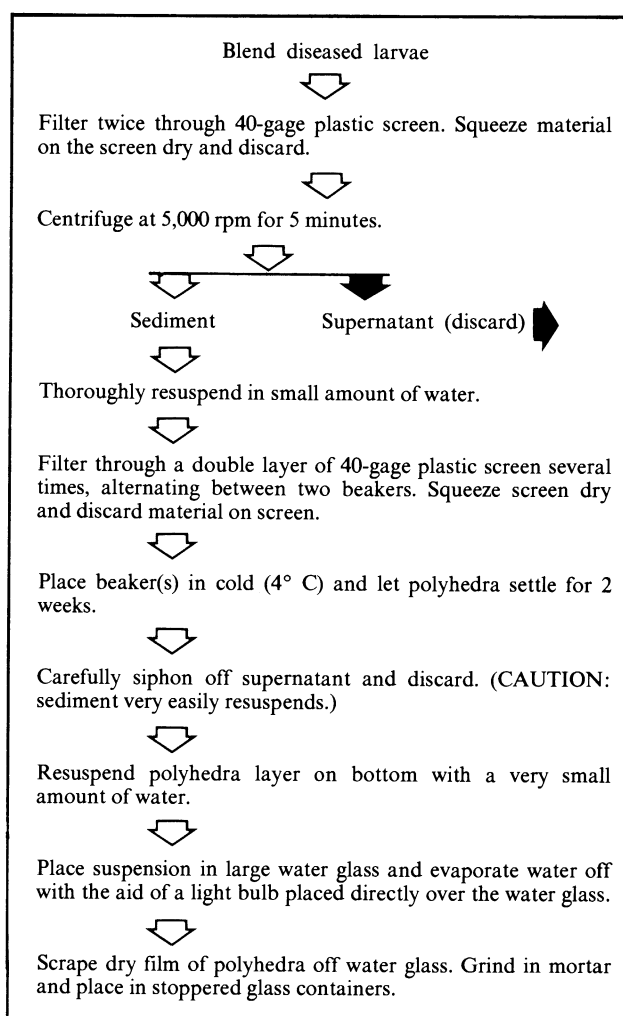 Blend diseased larvae
Filter twice through 40-gage plastic screen. Squeeze material
on the screen dry and discard.
Centrifuge at 5,000 rpm for 5 minutes.
Sediment Supernatant (discard)
Thoroughly resuspend in small amount of water.
Filter through a double layer of 40-gage plastic screen several
times, alternating between two beakers. Squeeze screen dry
and discard material on screen.
Place beaker(s) in cold (4° C) and let polyhedra settle for 2
weeks.
Carefully siphon off supernatant and discard. (CAUTION:
sediment very easily resuspends.)
Resuspend polyhedra layer on bottom with a very small
amount of water.
Place suspension in large water glass and evaporate water off
with the aid of a light bulb placed directly over the water glass.
Scrape dry film of polyhedra off water glass. Grind in mortar
and place in stoppered glass containers.